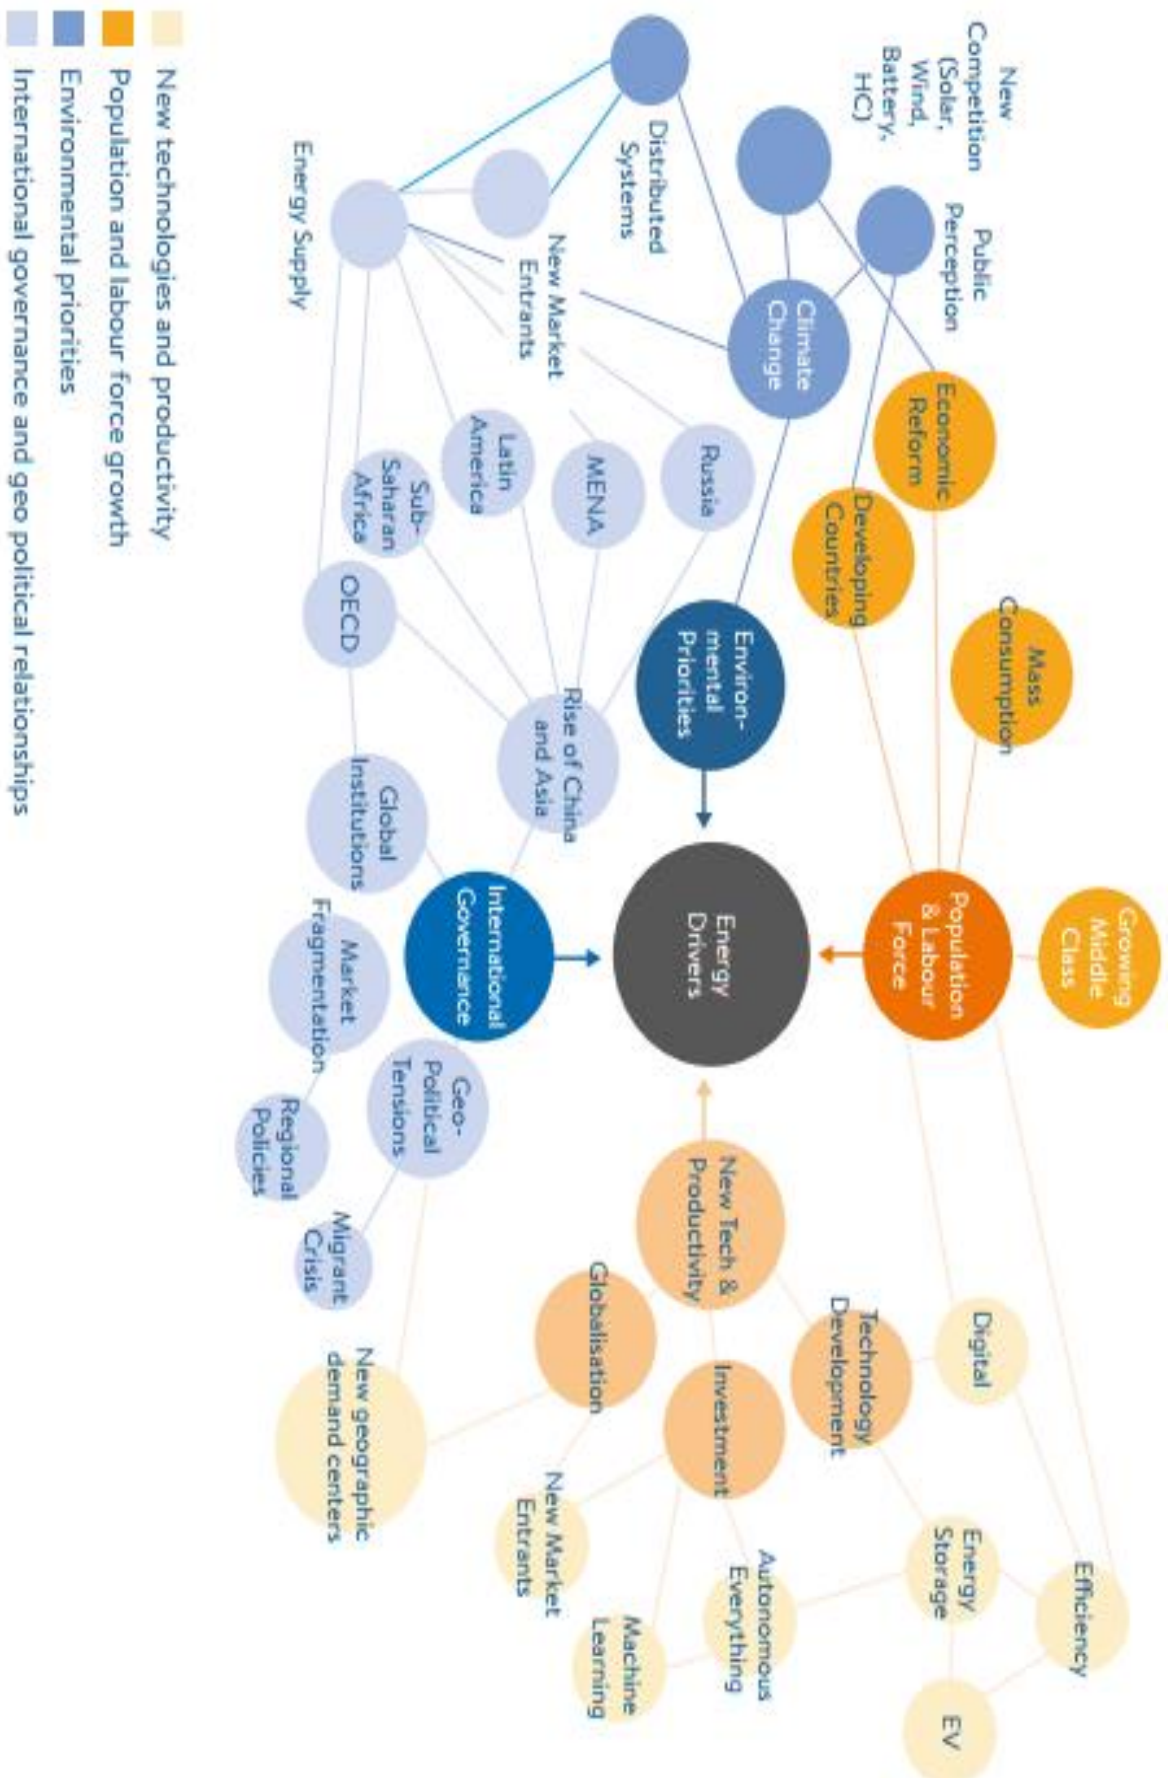 New
Competition
(Solar,
Wind,
Battery,
HC)
Public
Perception
Distributed
Systems
Climate
Change
New Market
Entrants
Energy Supply
Economic
Reform
Developing
Countries
Mass
Consumption
Growing
Middle
Class
Population
& Labour
Force
Environ-
mental
Priorities
Energy
Drivers
Russia
MENA
Latin
America
Sub-
Saharan
Africa
OECD
Rise of China
and Asia
Global
Institutions
International
Governance
Market
Fragmentation
Regional
Policies
Geo-
Political
Tensions
Migrant
Crisis
New Tech &
Productivity
Globalisation
Investment
Technology
Development
Digital
Efficiency
Energy
Storage
EV
Autonomous
Everything
Machine
Learning
New Market
Entrants
New geographic
demand centers
New technologies and productivity
Population and labour force growth
Environmental priorities
International governance and geo political relationships